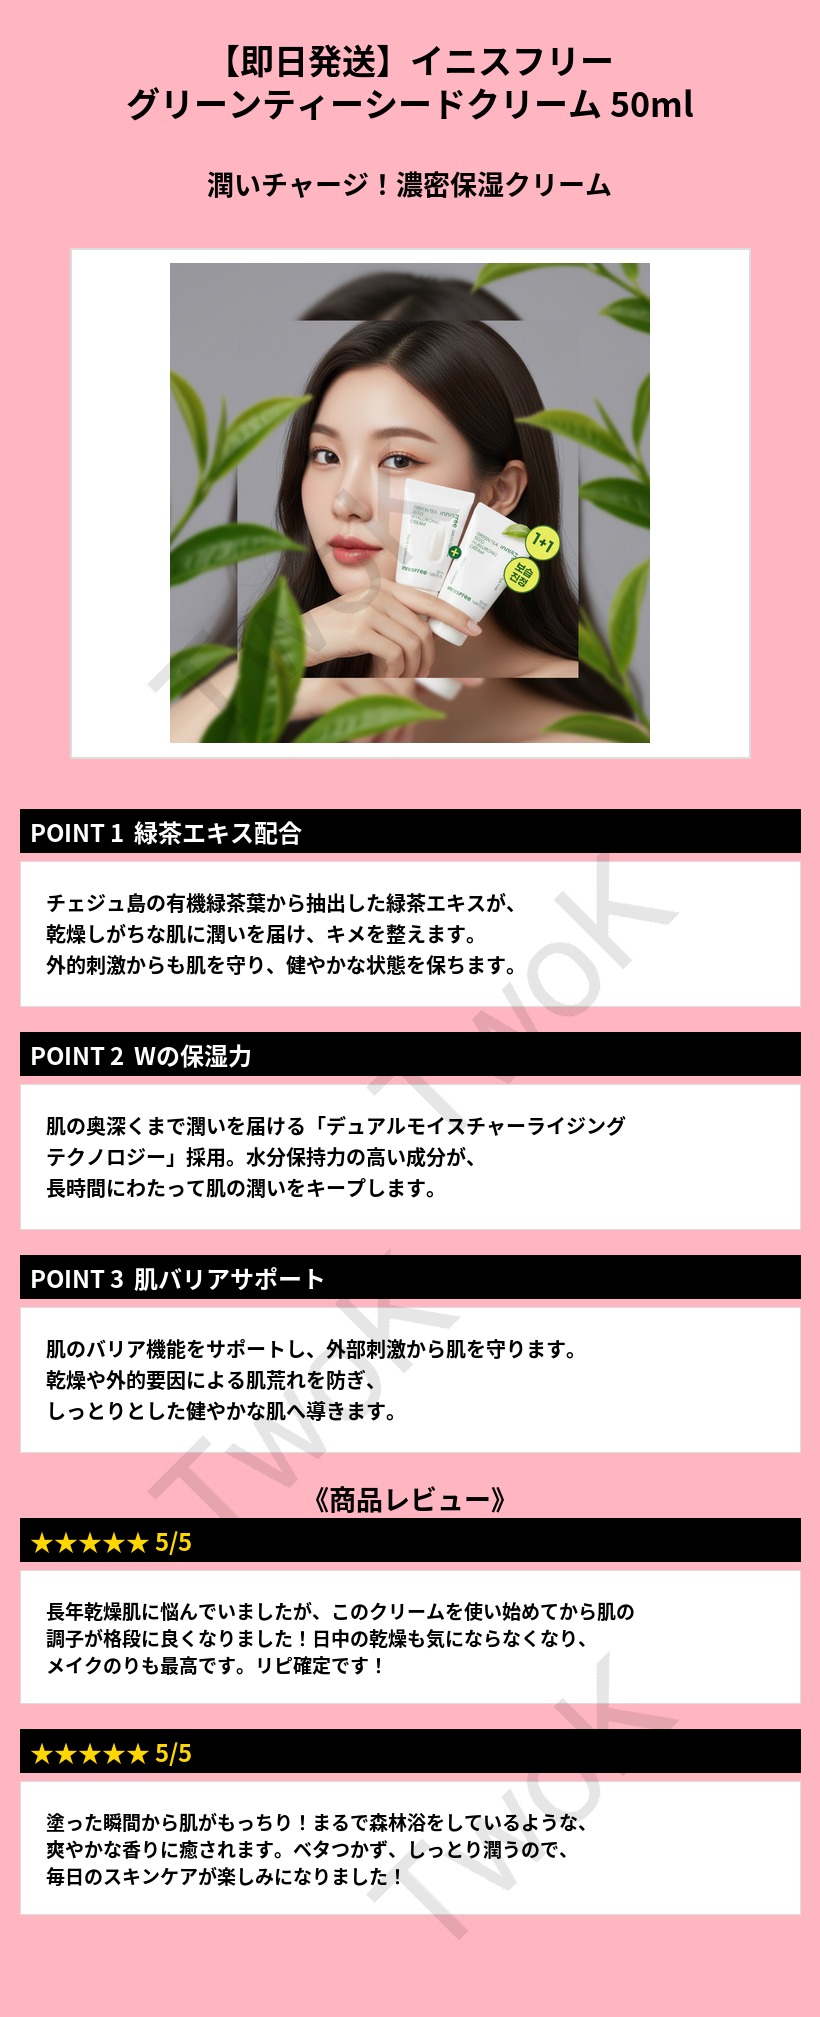 【即日発送】イニスフリー
グリーンティーシードクリーム 50ml
潤いチャージ！濃密保湿クリーム
GREEN TEA
SEED
HYALURONIC
CREAM
innisfree
GREEN TEA
SEED
HYALURONIC
CREAM
innisfree
1+1
보습
진정
POINT 1 緑茶エキス配合
チェジュ島の有機緑茶葉から抽出した緑茶エキスが、
乾燥しがちな肌に潤いを届け、キメを整えます。
外的刺激からも肌を守り、健やかな状態を保ちます。
POINT 2 Wの保湿力
肌の奥深くまで潤いを届ける「デュアルモイスチャーライジング
テクノロジー」採用。水分保持力の高い成分が、
長時間にわたって肌の潤いをキープします。
POINT 3 肌バリアサポート
肌のバリア機能をサポートし、外部刺激から肌を守ります。
乾燥や外的要因による肌荒れを防ぎ、
しっとりとした健やかな肌へ導きます。
《商品レビュー》
★★★★★ 5/5
長年乾燥肌に悩んでいましたが、このクリームを使い始めてから肌の
調子が格段に良くなりました！日中の乾燥も気にならなくなり、
メイクのりも最高です。リピ確定です！
★★★★★ 5/5
塗った瞬間から肌がもっちり！まるで森林浴をしているような、
爽やかな香りに癒されます。ベタつかず、しっとり潤うので、
毎日のスキンケアが楽しみになりました！
TwoK
TwoK
TwoK
TwoK